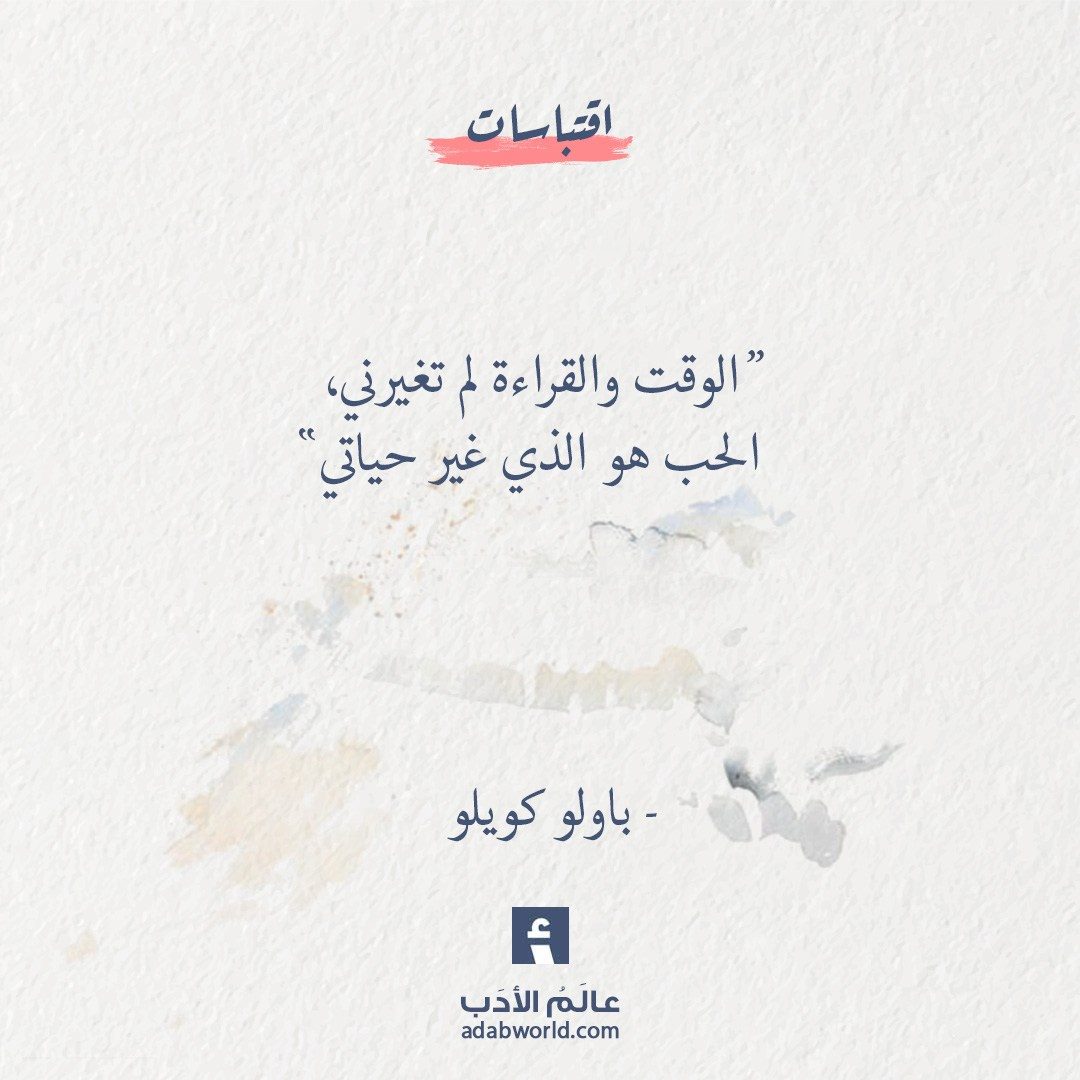 اقتباسات
”الوقت والقراءة لم تغيرني،
الحب هو الذي غير حياتي“
- باولو كويلو
أ
عالَمُ الأدَب
adabworld.com